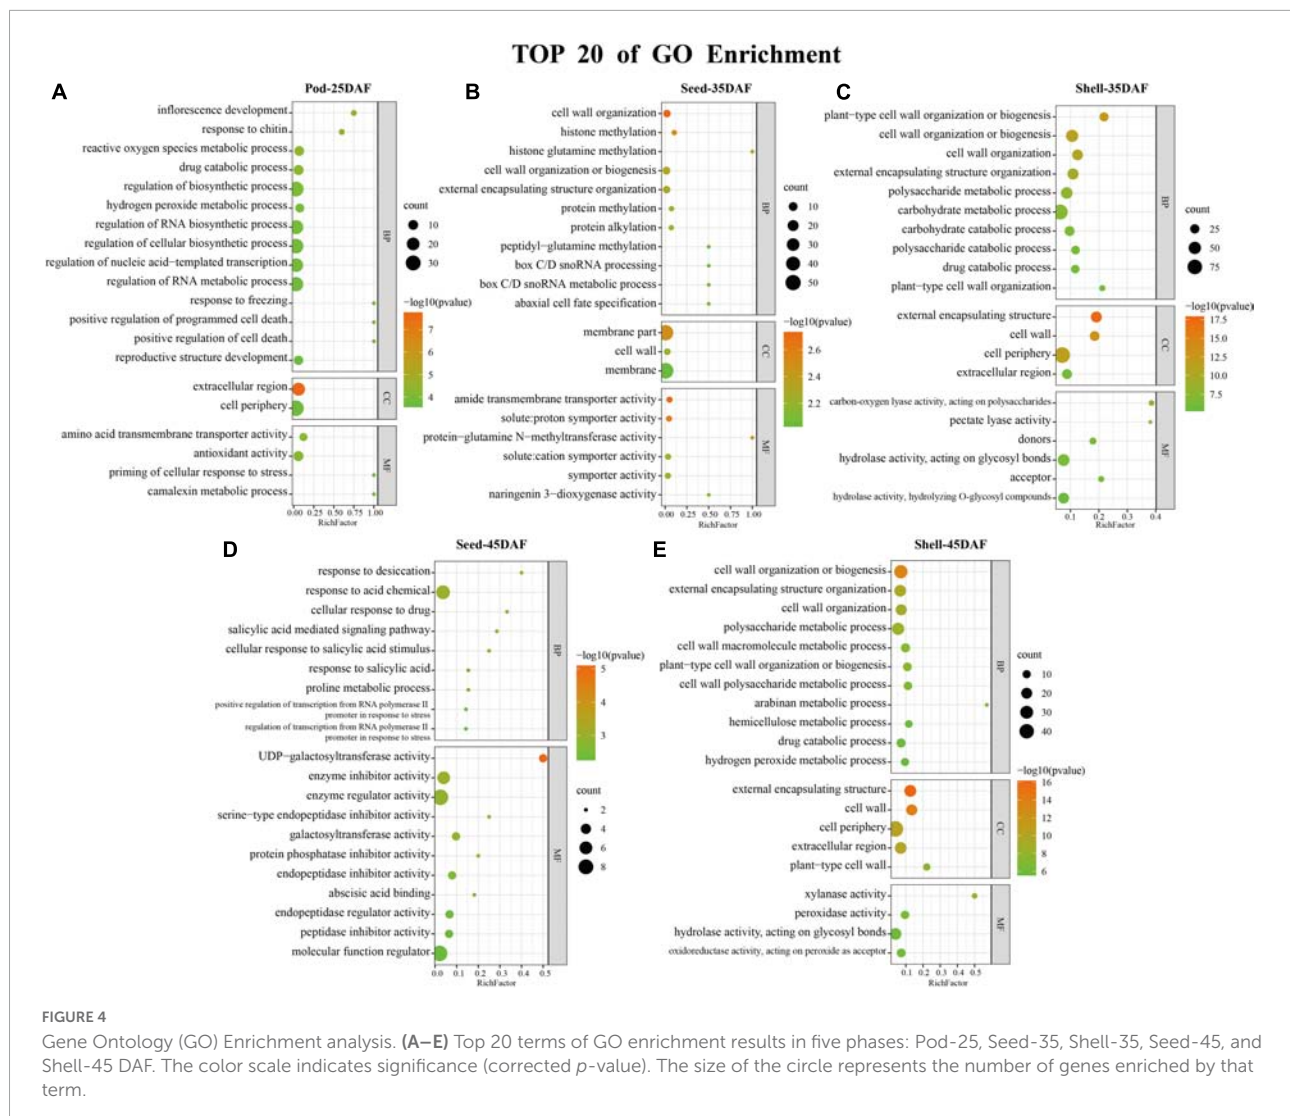 TOP 20 of GO Enrichment
A
Pod-25DAF
inflorescence development
response to chitin
reactive oxygen species metabolic process
drug catabolic process
regulation of biosynthetic process
hydrogen peroxide metabolic process
regulation of RNA biosynthetic process
regulation of cellular biosynthetic process
regulation of nucleic acid−templated transcription
regulation of RNA metabolic process
response to freezing
positive regulation of programmed cell death
positive regulation of cell death
reproductive structure development
BP
extracellular region
cell periphery
CC
amino acid transmembrane transporter activity
antioxidant activity
priming of cellular response to stress
camalexin metabolic process
MF
0.00 0.25 0.50 0.75 1.00
RichFactor
count
10
20
30
−log10(pvalue)
7
6
5
4
B
Seed-35DAF
cell wall organization
histone methylation
histone glutamine methylation
cell wall organization or biogenesis
external encapsulating structure organization
protein methylation
protein alkylation
peptidyl−glutamine methylation
box C/D snoRNA processing
box C/D snoRNA metabolic process
abaxial cell fate specification
BP
membrane part
cell wall
membrane
CC
amide transmembrane transporter activity
solute:proton symporter activity
protein−glutamine N−methyltransferase activity
solute:cation symporter activity
symporter activity
naringenin 3−dioxygenase activity
MF
0.00 0.25 0.50 0.75 1.00
RichFactor
count
10
20
30
40
50
−log10(pvalue)
2.6
2.4
2.2
C
Shell-35DAF
plant−type cell wall organization or biogenesis
cell wall organization or biogenesis
cell wall organization
external encapsulating structure organization
polysaccharide metabolic process
carbohydrate metabolic process
carbohydrate catabolic process
polysaccharide catabolic process
drug catabolic process
plant−type cell wall organization
BP
external encapsulating structure
cell wall
cell periphery
extracellular region
CC
carbon-oxygen lyase activity, acting on polysaccharides
pectate lyase activity
donors
hydrolase activity, acting on glycosyl bonds
acceptor
hydrolase activity, hydrolyzing O-glycosyl compounds
MF
0.1 0.2 0.3 0.4
RichFactor
count
25
50
75
−log10(pvalue)
17.5
15.0
12.5
10.0
7.5
D
Seed-45DAF
response to desiccation
response to acid chemical
cellular response to drug
salicylic acid mediated signaling pathway
cellular response to salicylic acid stimulus
response to salicylic acid
proline metabolic process
positive regulation of transcription from RNA polymerase II
promoter in response to stress
regulation of transcription from RNA polymerase II
promoter in response to stress
BP
UDP−galactosyltransferase activity
enzyme inhibitor activity
enzyme regulator activity
serine−type endopeptidase inhibitor activity
galactosyltransferase activity
protein phosphatase inhibitor activity
endopeptidase inhibitor activity
abscisic acid binding
endopeptidase regulator activity
peptidase inhibitor activity
molecular function regulator
MF
0.0 0.1 0.2 0.3 0.4 0.5
RichFactor
−log10(pvalue)
5
4
3
count
2
4
6
8
E
Shell-45DAF
cell wall organization or biogenesis
external encapsulating structure organization
cell wall organization
polysaccharide metabolic process
cell wall macromolecule metabolic process
plant−type cell wall organization or biogenesis
cell wall polysaccharide metabolic process
arabinan metabolic process
hemicellulose metabolic process
drug catabolic process
hydrogen peroxide metabolic process
BP
external encapsulating structure
cell wall
cell periphery
extracellular region
plant−type cell wall
CC
xylanase activity
peroxidase activity
hydrolase activity, acting on glycosyl bonds
oxidoreductase activity, acting on peroxide as acceptor
MF
0.1 0.2 0.3 0.4 0.5
RichFactor
count
10
20
30
40
−log10(pvalue)
16
14
12
10
8
6
FIGURE 4
Gene Ontology (GO) Enrichment analysis. (A–E) Top 20 terms of GO enrichment results in five phases: Pod-25, Seed-35, Shell-35, Seed-45, and
Shell-45 DAF. The color scale indicates significance (corrected p-value). The size of the circle represents the number of genes enriched by that
term.